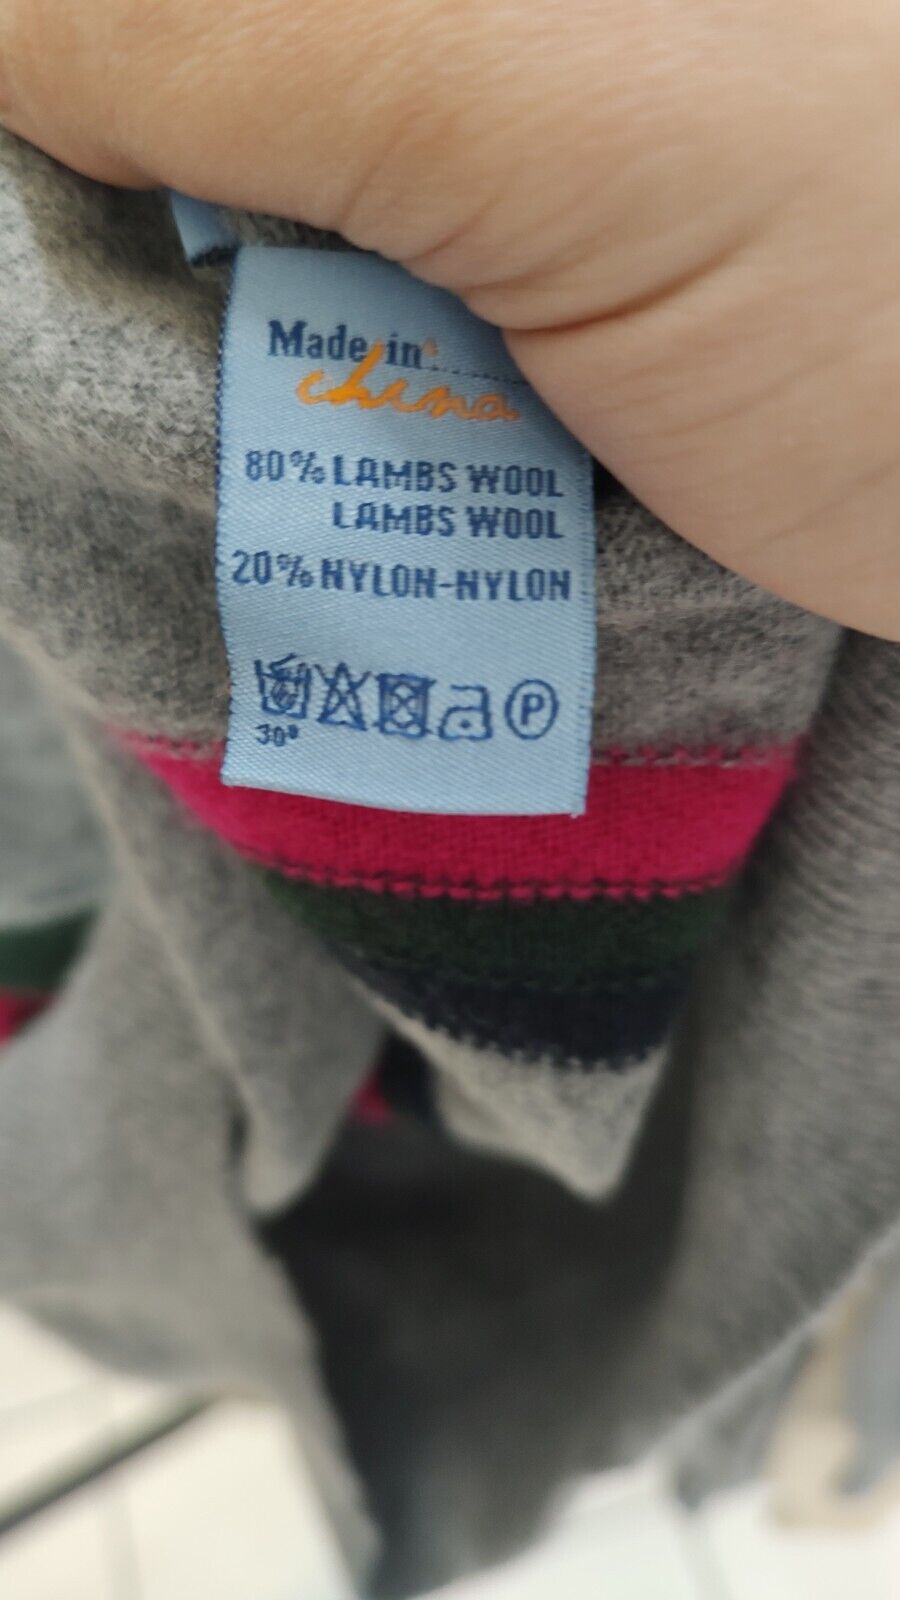 Made in
china
80% LAMBS WOOL
LAMBS WOOL
20% NYLON-NYLON
30°
P